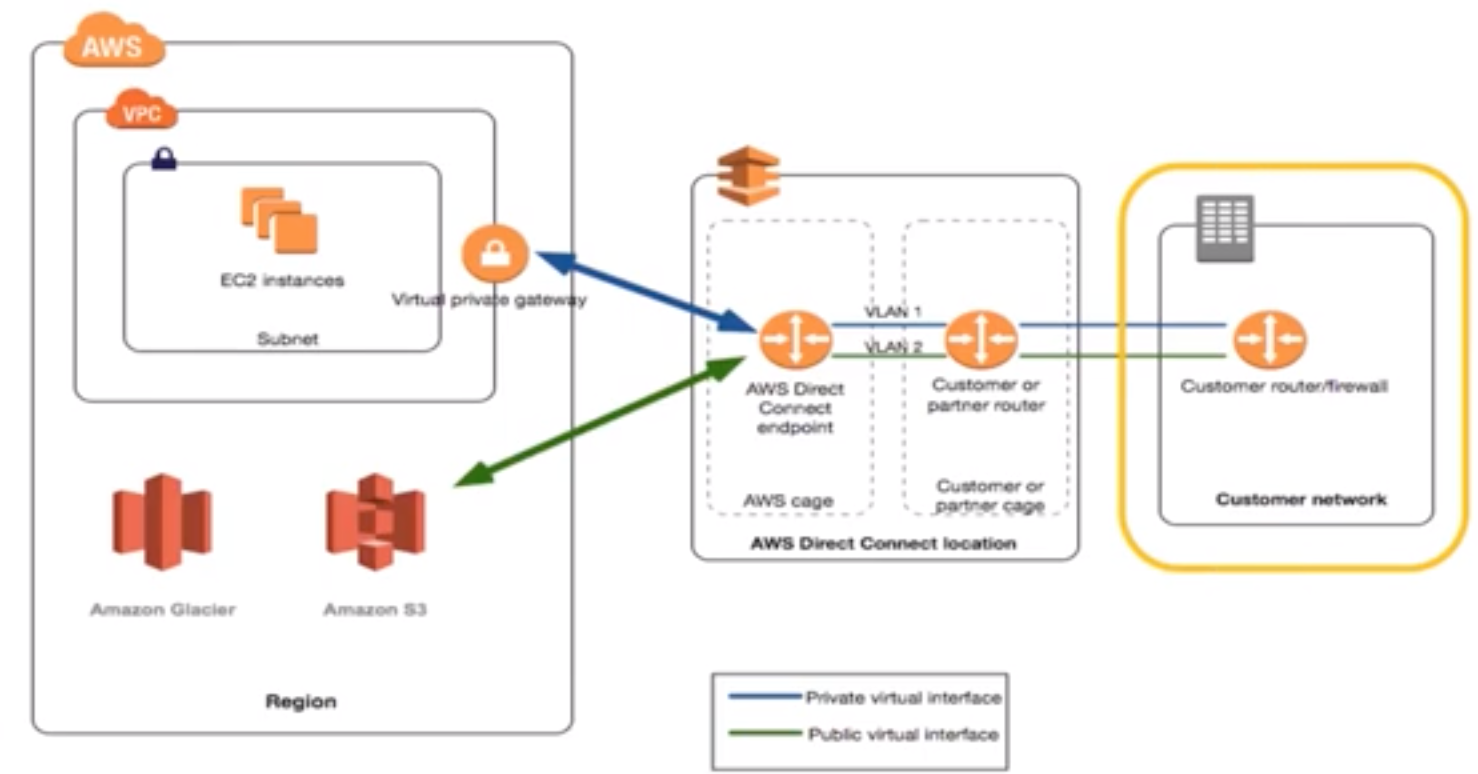 AWS
VPC
EC2 instances
Virtual private gateway
Subnet
Amazon Glacier
Amazon S3
Region
VLAN 1
VLAN 2
AWS Direct
Connect
endpoint
AWS cage
Customer or
partner router
Customer or
partner cage
AWS Direct Connect location
Customer router/firewall
Customer network
Private virtual interface
Public virtual interface